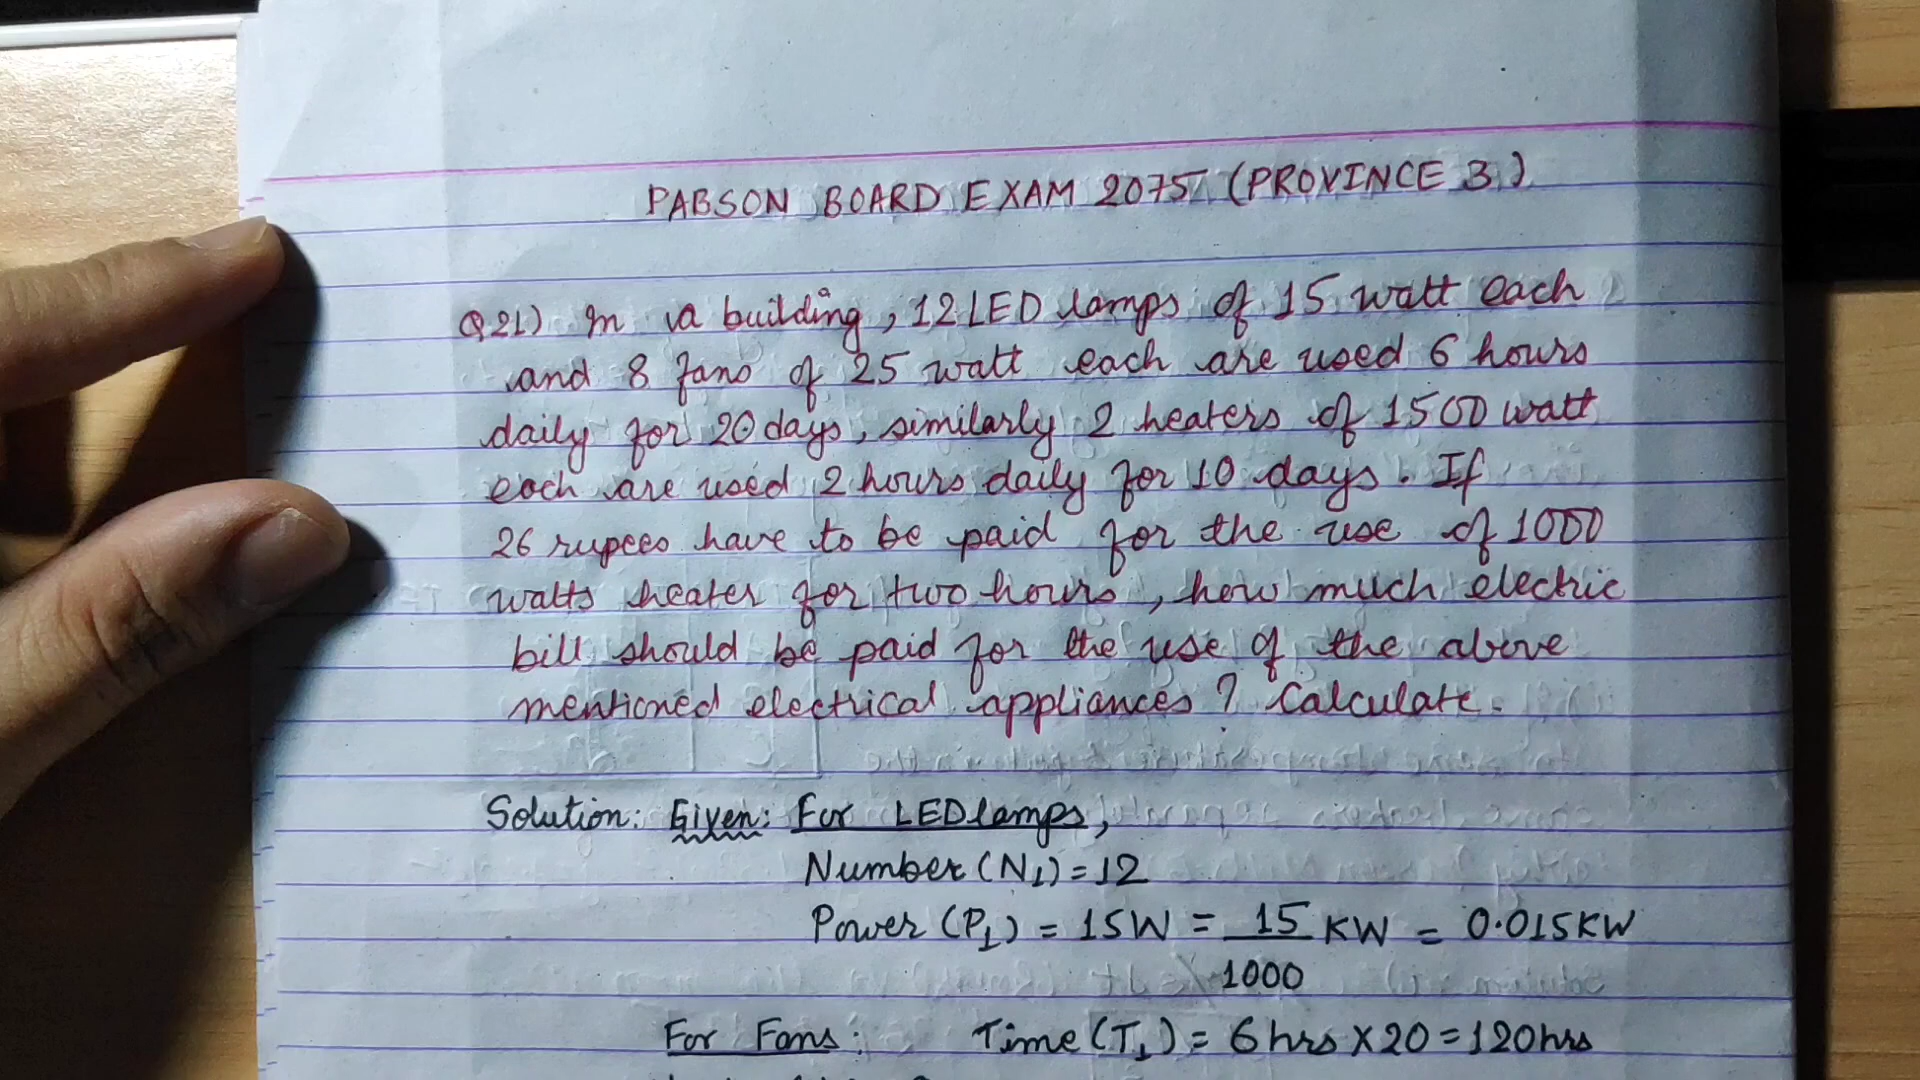 PABSON BOARD EXAM 2075 (PROVINCE 3)
Q21) In a building, 12 LED lamps of 15 watt each
and 8 fans of 25 watt each are used 6 hours
daily for 20 days, similarly 2 heaters of 1500 watt
each are used 2 hours daily for 10 days. If
26 rupees have to be paid for the use of 1000
watts heater for two hours, how much electric
bill should be paid for the use of the above
mentioned electrical appliances? Calculate.
Solution: Given: For LED lamps,
Number (N1) = 12
Power (P1) = 15W = 15 KW = 0.015KW
1000
For Fans: Time (T1) = 6 hrs X 20 = 120hrs